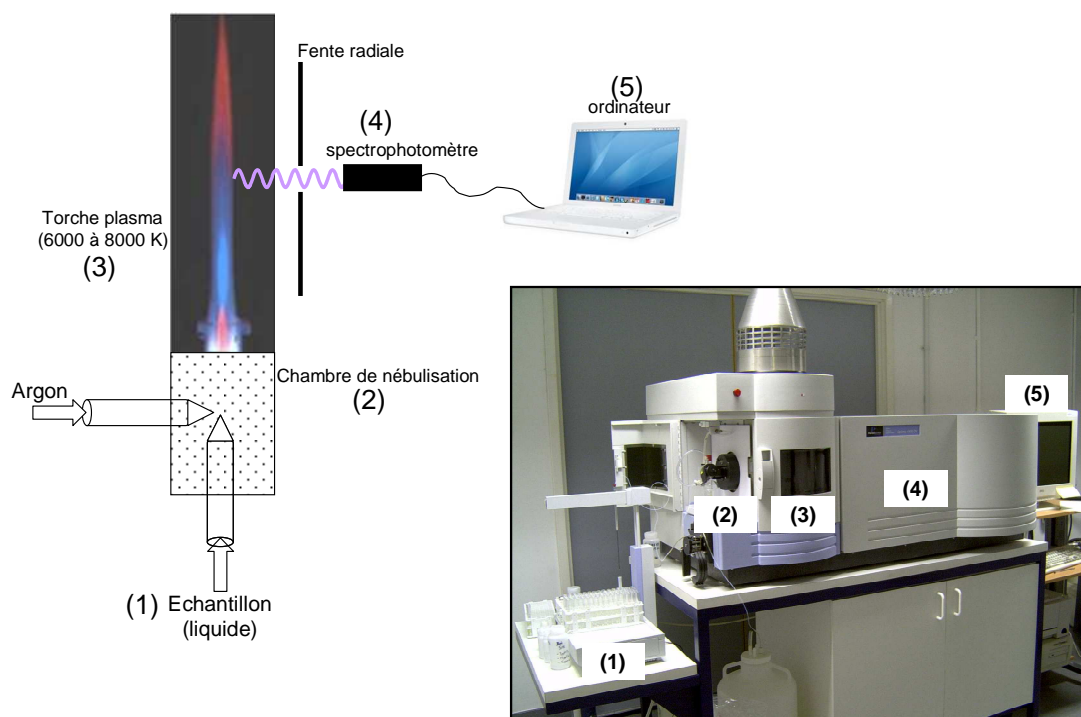 Fente radiale
(5)
ordinateur
(4)
spectrophotomètre
Torche plasma
(6000 à 8000 K)
(3)
Chambre de nébulisation
(2)
Argon
(1) Echantillon
(liquide)
(5)
(4)
(2)
(3)
(1)